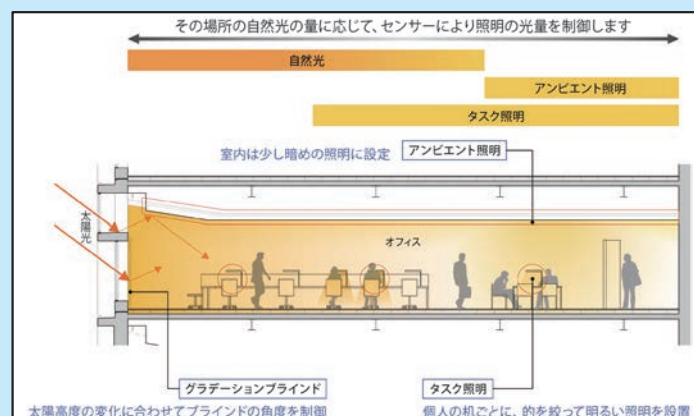 その場所の自然光の量に応じて、センサーにより照明の光量を制御します
自然光
アンビエント照明
タスク照明
室内は少し暗めの照明に設定
アンビエント照明
太陽光
オフィス
グラデーションブラインド
太陽高度の変化に合わせてブラインドの角度を制御
タスク照明
個人の机ごとに、的を絞って明るい照明を設置